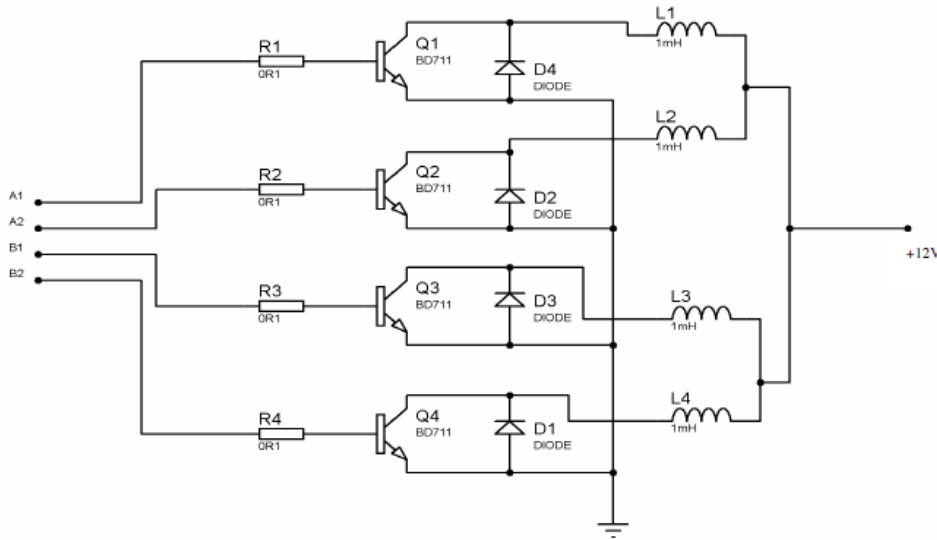 L1
1mH
R1
0R1
Q1
BD711
D4
DIODE
L2
1mH
R2
0R1
Q2
BD711
D2
DIODE
A1
A2
B1
B2
+12V
R3
0R1
Q3
BD711
D3
DIODE
L3
1mH
R4
0R1
Q4
BD711
D1
DIODE
L4
1mH